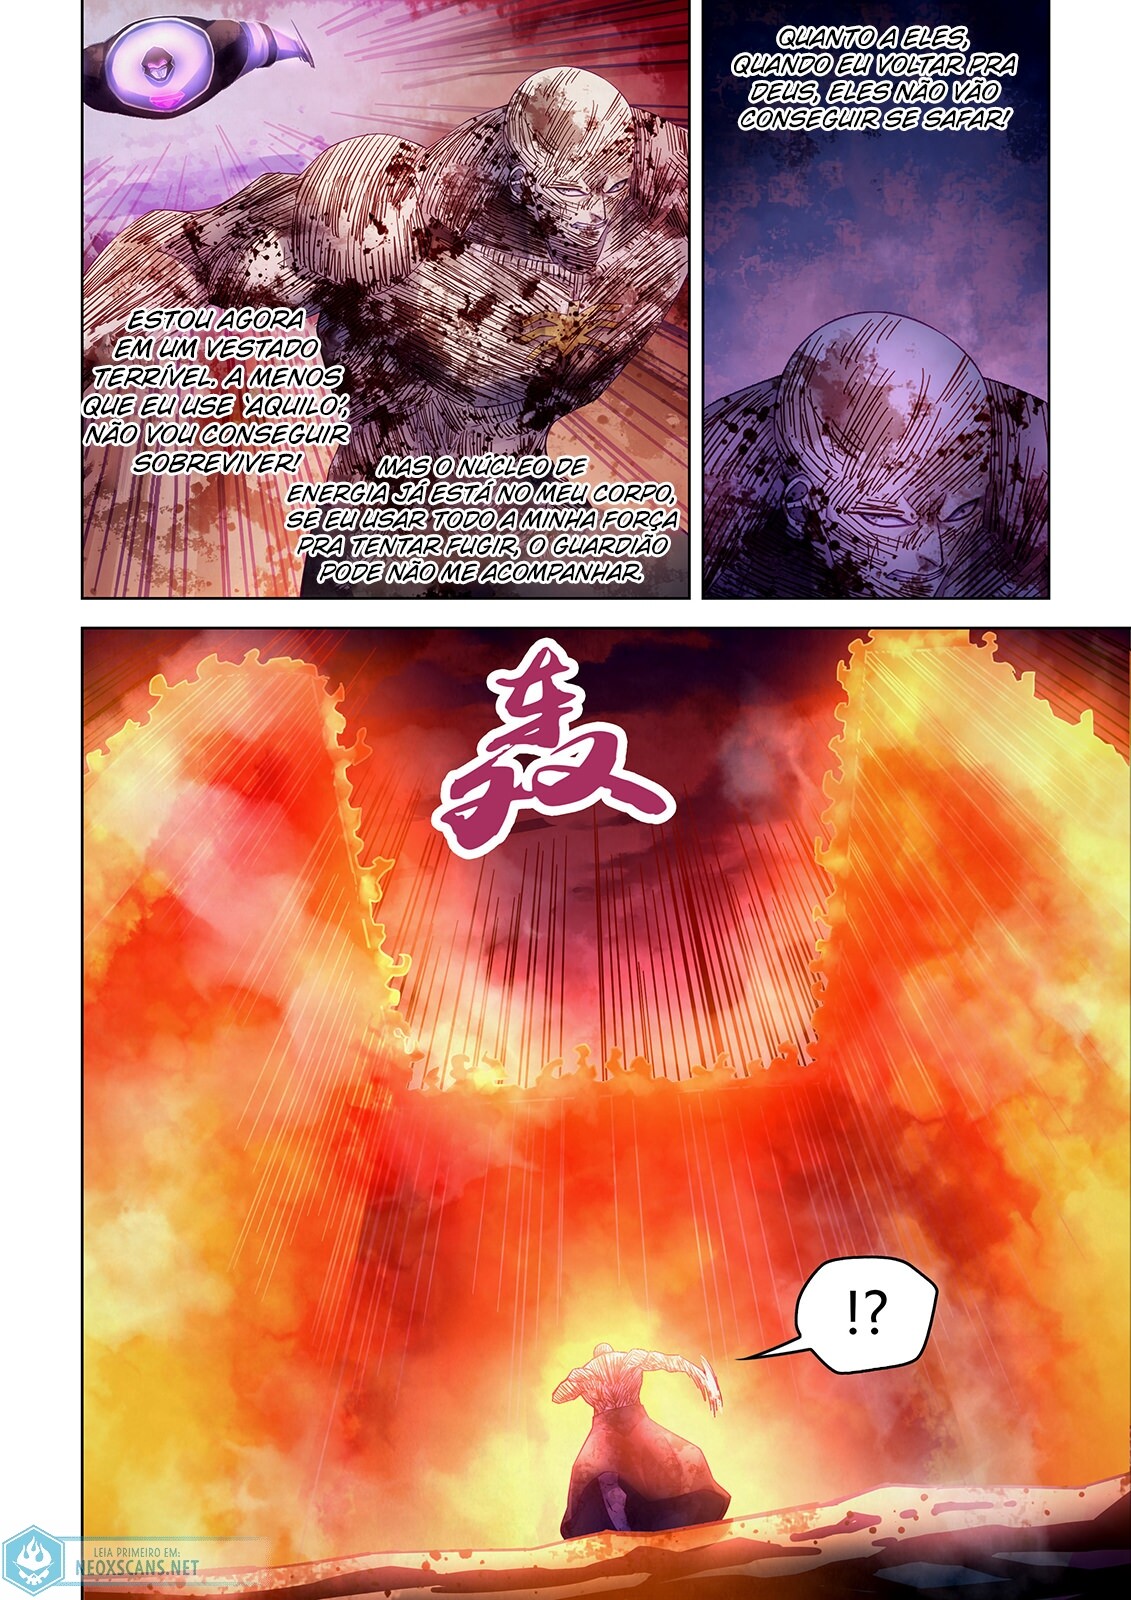 ESTOU AGORA
EM UM VESTADO
TERRÍVEL. A MENOS
QUE EU USE 'AQUILO',
NÃO VOU CONSEGUIR
SOBREVIVER!
MAS O NÚCLEO DE
ENERGIA JÁ ESTÁ NO MEU CORPO,
SE EU USAR TODO A MINHA FORÇA
PRA TENTAR FUGIR, O GUARDIÃO
PODE NÃO ME ACOMPANHAR.
QUANTO A ELES,
QUANDO EU VOLTAR PRA
DEUS, ELES NÃO VÃO
CONSEGUIR SE SAFAR!
轰
!?
LEIA PRIMEIRO EM:
NEOXSCANS.NET